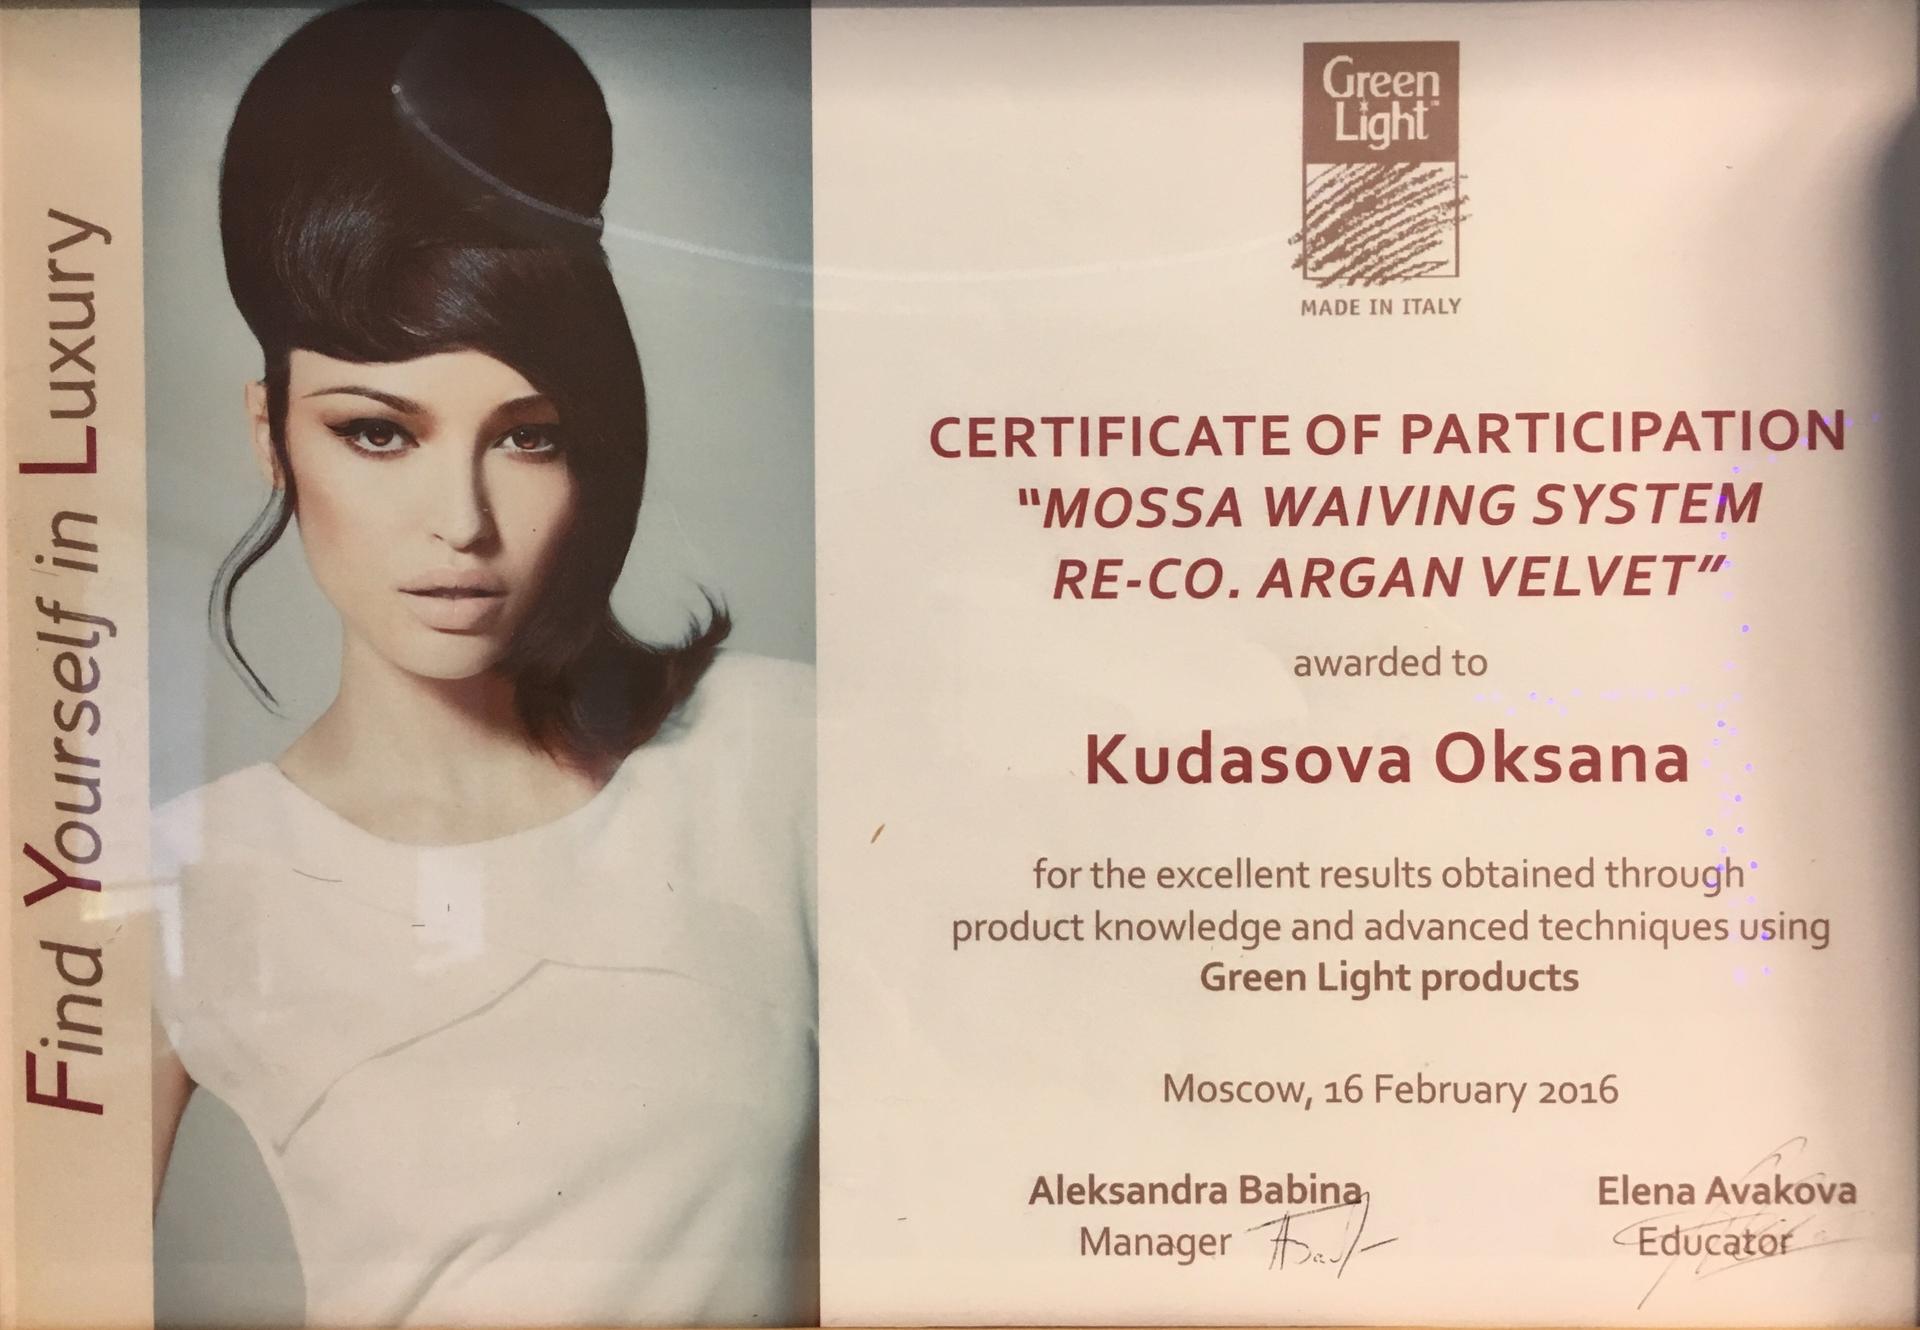 Find Yourself in Luxury
Green
Light™
MADE IN ITALY
CERTIFICATE OF PARTICIPATION
“MOSSA WAIVING SYSTEM
RE-CO. ARGAN VELVET”
awarded to
Kudasova Oksana
for the excellent results obtained through
product knowledge and advanced techniques using
Green Light products
Moscow, 16 February 2016
Aleksandra Babina
Manager
Elena Avakova
Educator